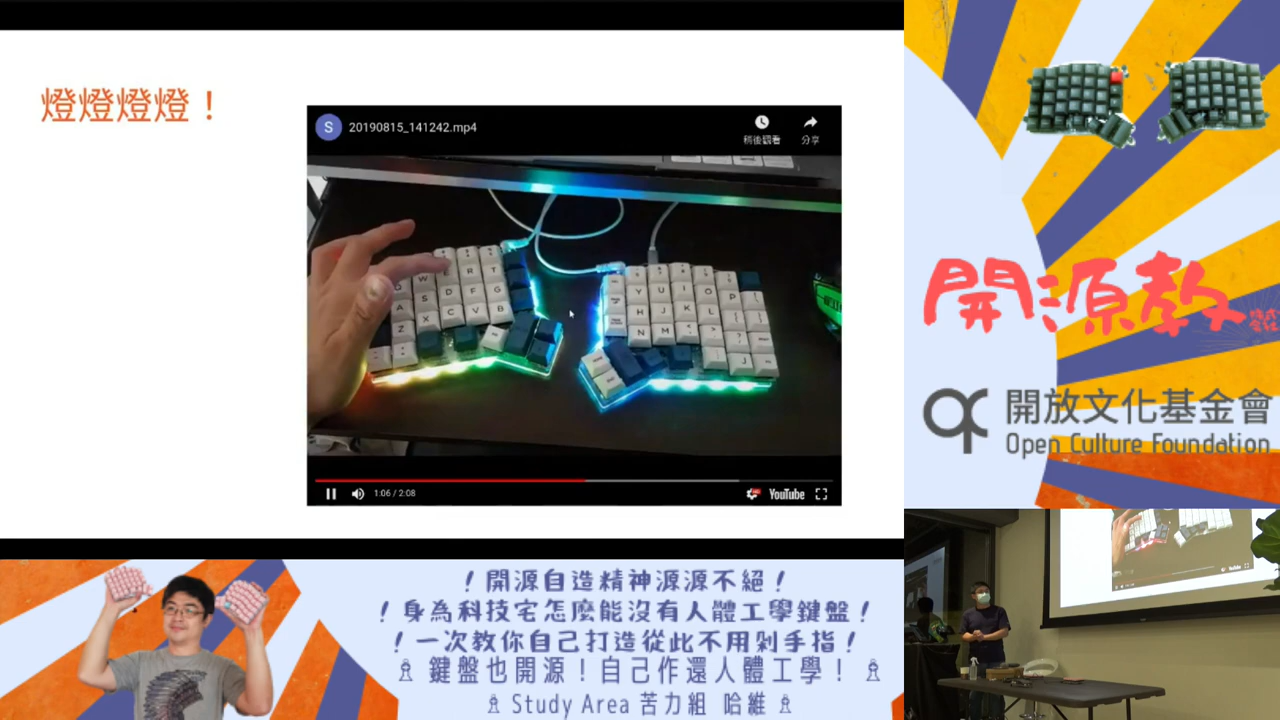 燈燈燈燈！
S
20190815_141242.mp4
稍後觀看
分享
W
R
T
S
D
F
G
A
X
C
V
B
Z
Y
U
I
O
P
H
J
K
L
N
M
1:06 / 2:08
YouTube
開源教
株式会社
開放文化基金會
Open Culture Foundation
！開源自造精神源源不絕！
！身為科技宅怎麼能沒有人體工學鍵盤！
！一次教你自己打造從此不用剁手指！
鍵盤也開源！自己作還人體工學！
Study Area 苦力組 哈維